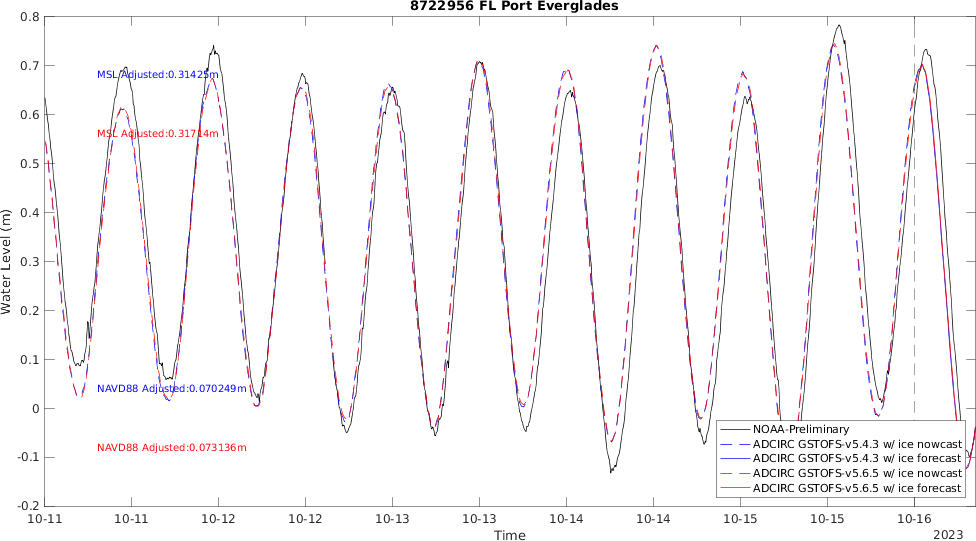 8722956 FL Port Everglades
0.8
0.7
0.6
0.5
0.4
0.3
0.2
0.1
0
-0.1
-0.2
Water Level (m)
MSL Adjusted:0.31425m
MSL Adjusted:0.31714m
NAVD88 Adjusted:0.070249m
NAVD88 Adjusted:0.073136m
NOAA-Preliminary
ADCIRC GSTOFS-v5.4.3 w/ ice nowcast
ADCIRC GSTOFS-v5.4.3 w/ ice forecast
ADCIRC GSTOFS-v5.6.5 w/ ice nowcast
ADCIRC GSTOFS-v5.6.5 w/ ice forecast
10-11 10-11 10-12 10-12 10-13 10-13 10-14 10-14 10-15 10-15 10-16
Time
2023